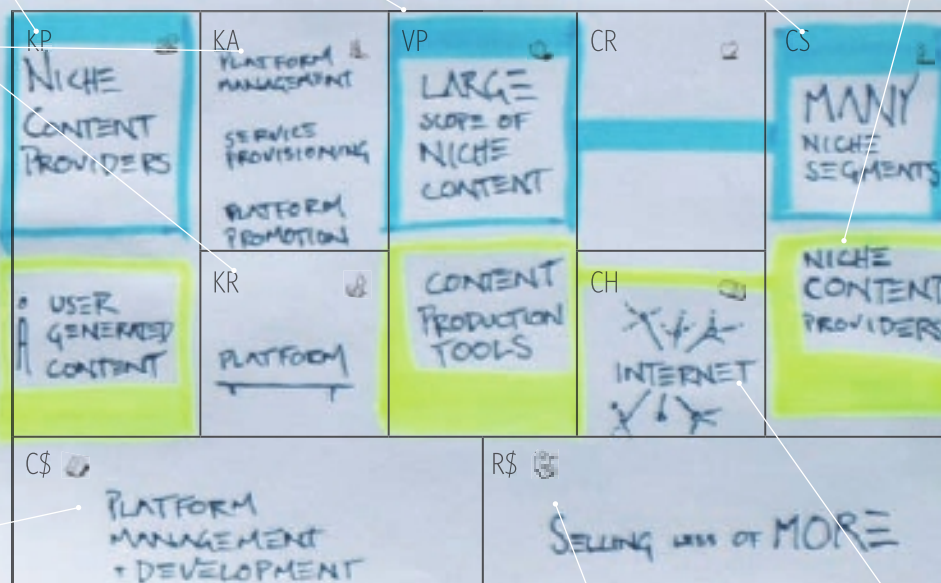 KP
NICHE
CONTENT
PROVIDERS
USER
GENERATED
CONTENT
KA
PLATFORM
MANAGEMENT
SERVICE
PROVISIONING
PLATFORM
PROMOTION
KR
PLATFORM
VP
LARGE
SCOPE OF
NICHE
CONTENT
CONTENT
PRODUCTION
TOOLS
CR
CH
INTERNET
CS
MANY
NICHE
SEGMENTS
NICHE
CONTENT
PROVIDERS
C$
PLATFORM
MANAGEMENT
+ DEVELOPMENT
R$
SELLING LESS OF MORE